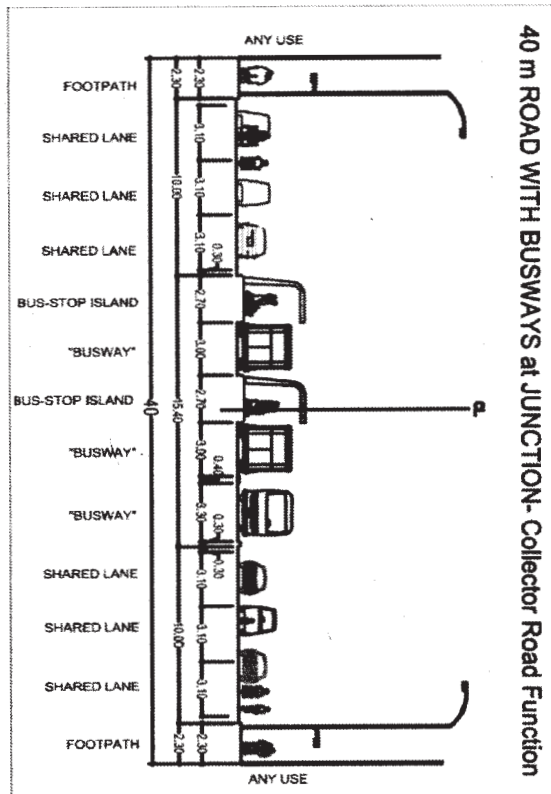 40 m ROAD WITH BUSWAYS at JUNCTION- Collector Road Function
ANY USE
FOOTPATH
SHARED LANE
SHARED LANE
SHARED LANE
BUS-STOP ISLAND
"BUSWAY"
BUS-STOP ISLAND
"BUSWAY"
"BUSWAY"
SHARED LANE
SHARED LANE
SHARED LANE
FOOTPATH
ANY USE
CL
2.30 3.10 3.10 3.10 0.30 2.70 3.00 2.70 3.00 0.40 3.30 0.30 0.30 3.10 3.10 3.10 2.30
2.30 10.00 15.40 10.00 2.30
40